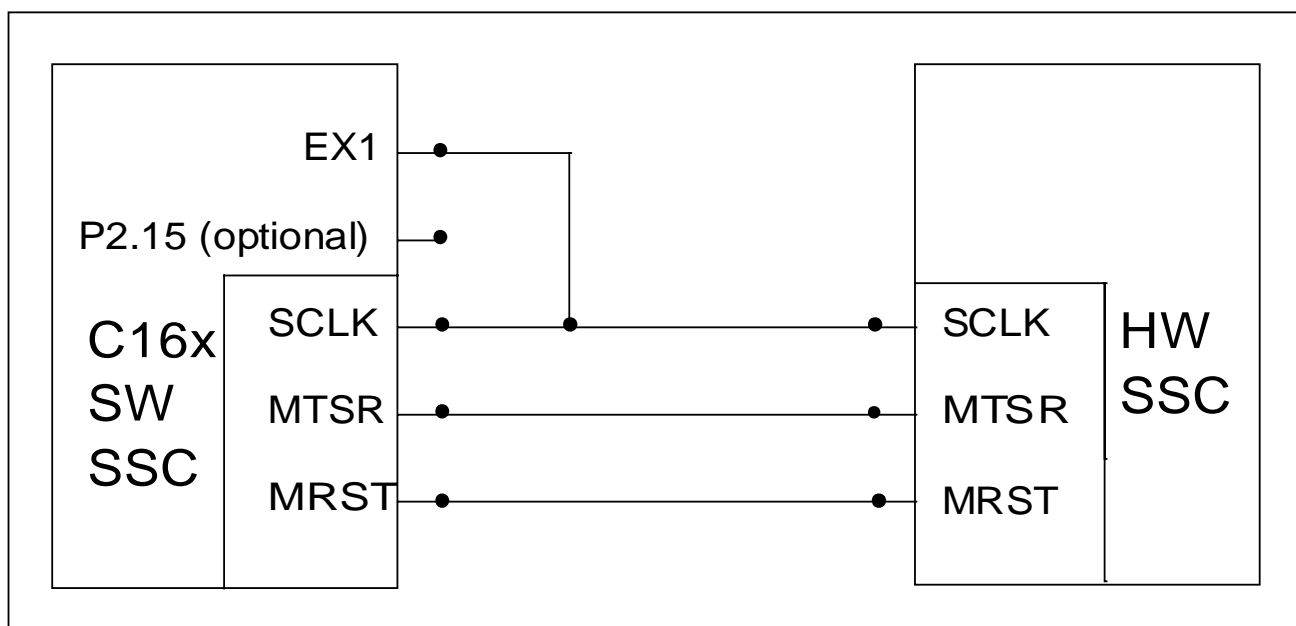 EX1
P2.15 (optional)
C16x
SW
SSC
SCLK
MTSR
MRST
SCLK
MTSR
MRST
HW
SSC